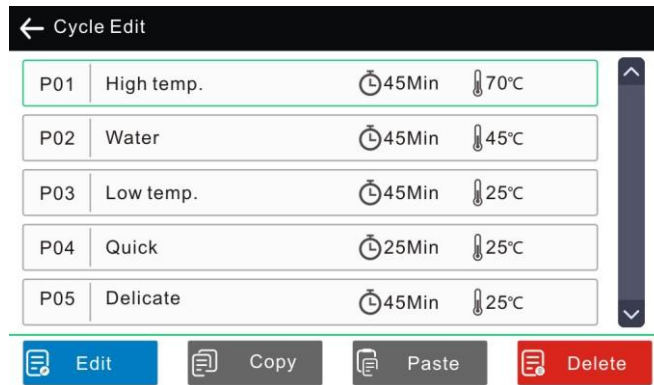 Cycle Edit
P01 High temp. 45Min 70℃
P02 Water 45Min 45℃
P03 Low temp. 45Min 25℃
P04 Quick 25Min 25℃
P05 Delicate 45Min 25℃
Edit Copy Paste Delete